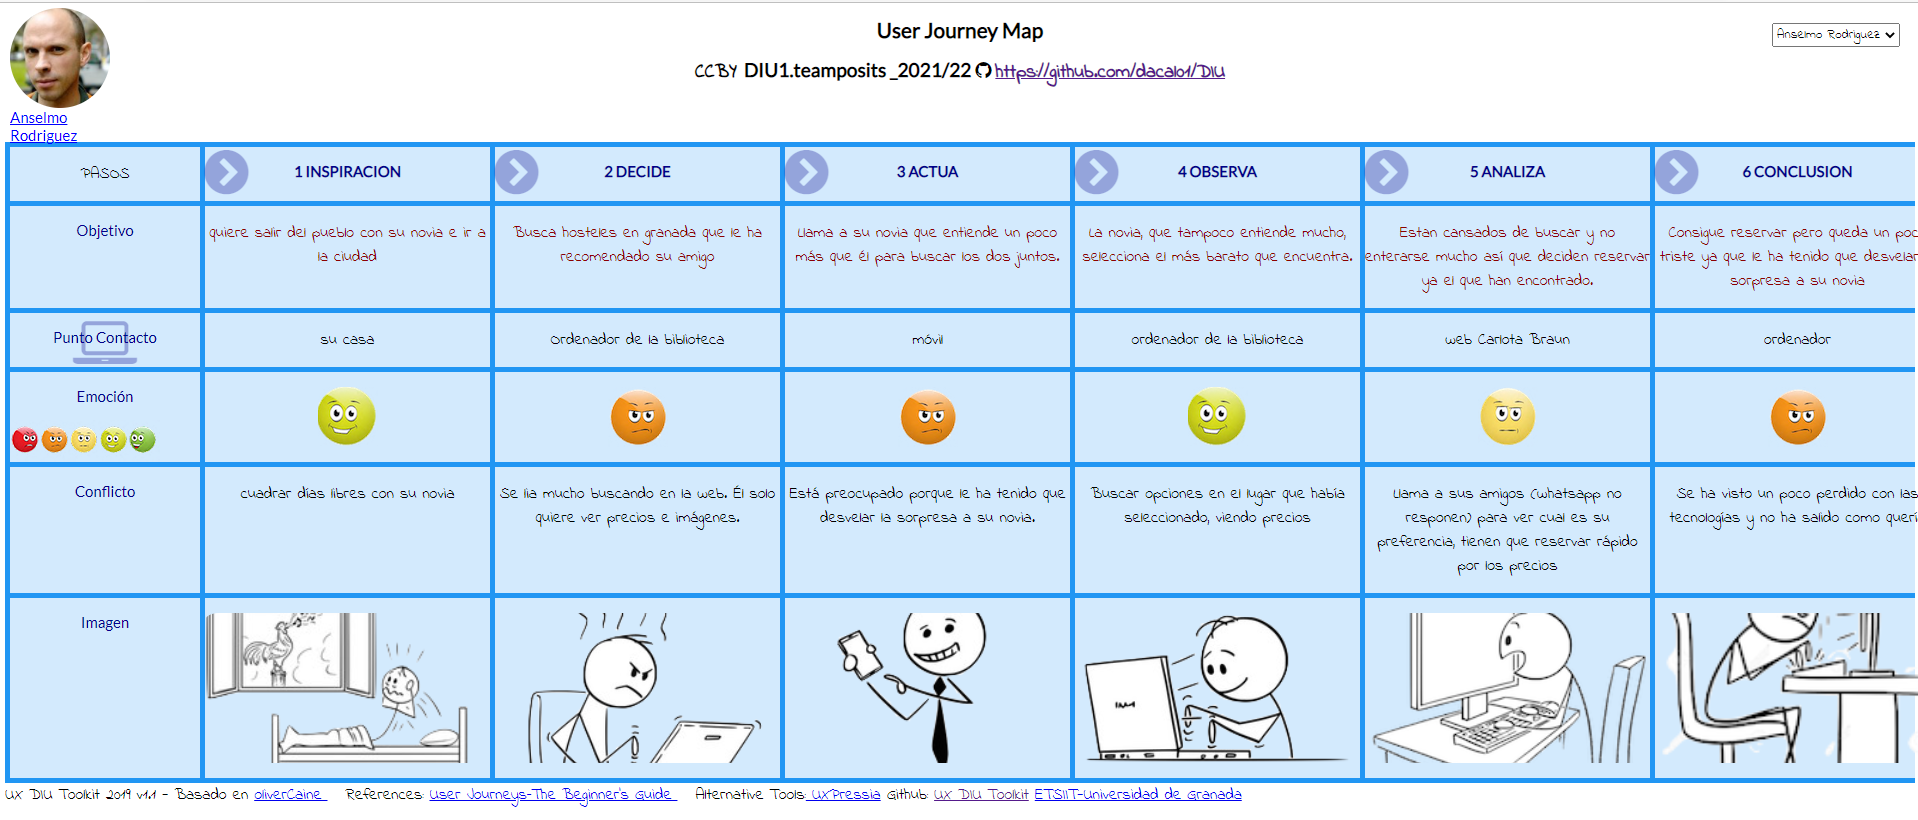 User Journey Map
Anselmo Rodriguez
CCBY DIU1.teamposits_2021/22 https://github.com/dacalo1/DIU
Anselmo
Rodriguez
PASOS
1 INSPIRACION
2 DECIDE
3 ACTUA
4 OBSERVA
5 ANALIZA
6 CONCLUSION
Objetivo
quiere salir del pueblo con su novia e ir a
la ciudad
Busca hosteles en granada que le ha
recomendado su amigo
Llama a su novia que entiende un poco
más que él para buscar los dos juntos.
La novia, que tampoco entiende mucho,
selecciona el más barato que encuentra.
Estan cansados de buscar y no
enterarse mucho así que deciden reservar
ya el que han encontrado.
Consigue reservar pero queda un poc
triste ya que le ha tenido que desvelar
sorpresa a su novia
Punto Contacto
su casa
Ordenador de la biblioteca
móvil
ordenador de la biblioteca
web Carlota Braun
ordenador
Emoción
Conflicto
cuadrar días libres con su novia
Se lia mucho buscando en la web. Él solo
quiere ver precios e imágenes.
Está preocupado porque le ha tenido que
desvelar la sorpresa a su novia.
Buscar opciones en el lugar que había
seleccionado, viendo precios
Llama a sus amigos (whatsapp no
responen) para ver cual es su
preferencia, tienen que reservar rápido
por los precios
Se ha visto un poco perdido con las
tecnologías y no ha salido como querí
Imagen
UX DIU Toolkit 2019 v1.1 - Basado en oliverCaine References: User Journeys-The Beginner's Guide Alternative Tools: UXPressia Github: UX DIU Toolkit ETSIIT-Universidad de Granada